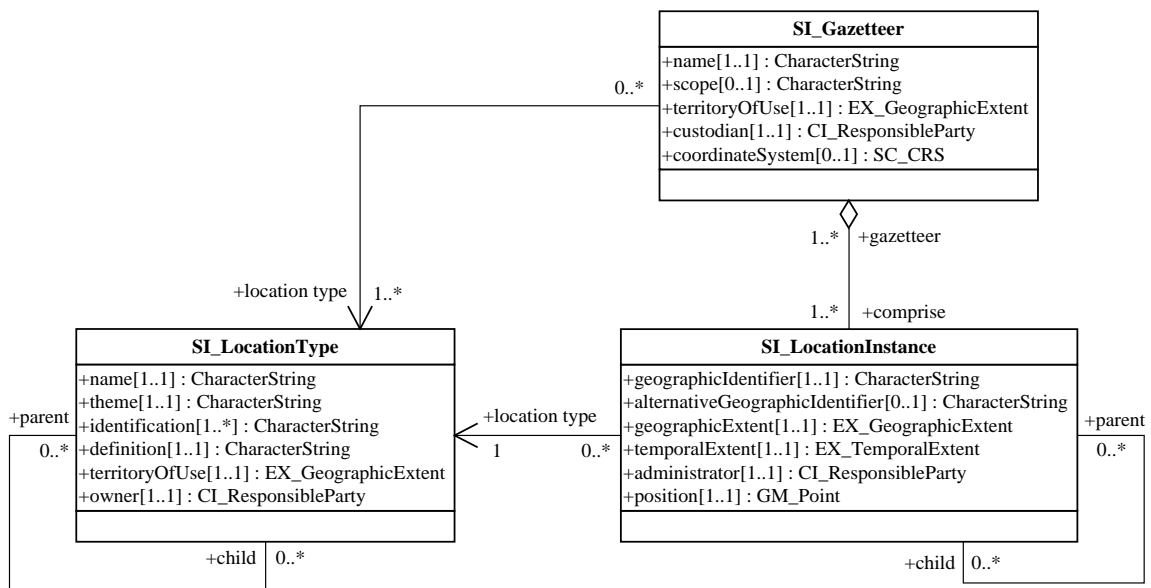 SI_Gazetteer
+name[1..1] : CharacterString
+scope[0..1] : CharacterString
+territoryOfUse[1..1] : EX_GeographicExtent
+custodian[1..1] : CI_ResponsibleParty
+coordinateSystem[0..1] : SC_CRS
0..*
1..*
+gazetteer
+location type
1..*
1..*
+comprise
SI_LocationType
+name[1..1] : CharacterString
+theme[1..1] : CharacterString
+identification[1..*] : CharacterString
+definition[1..1] : CharacterString
+territoryOfUse[1..1] : EX_GeographicExtent
+owner[1..1] : CI_ResponsibleParty
+parent
0..*
+child
0..*
+location type
1
0..*
SI_LocationInstance
+geographicIdentifier[1..1] : CharacterString
+alternativeGeographicIdentifier[0..1] : CharacterString
+geographicExtent[1..1] : EX_GeographicExtent
+temporalExtent[1..1] : EX_TemporalExtent
+administrator[1..1] : CI_ResponsibleParty
+position[1..1] : GM_Point
+parent
0..*
+child
0..*